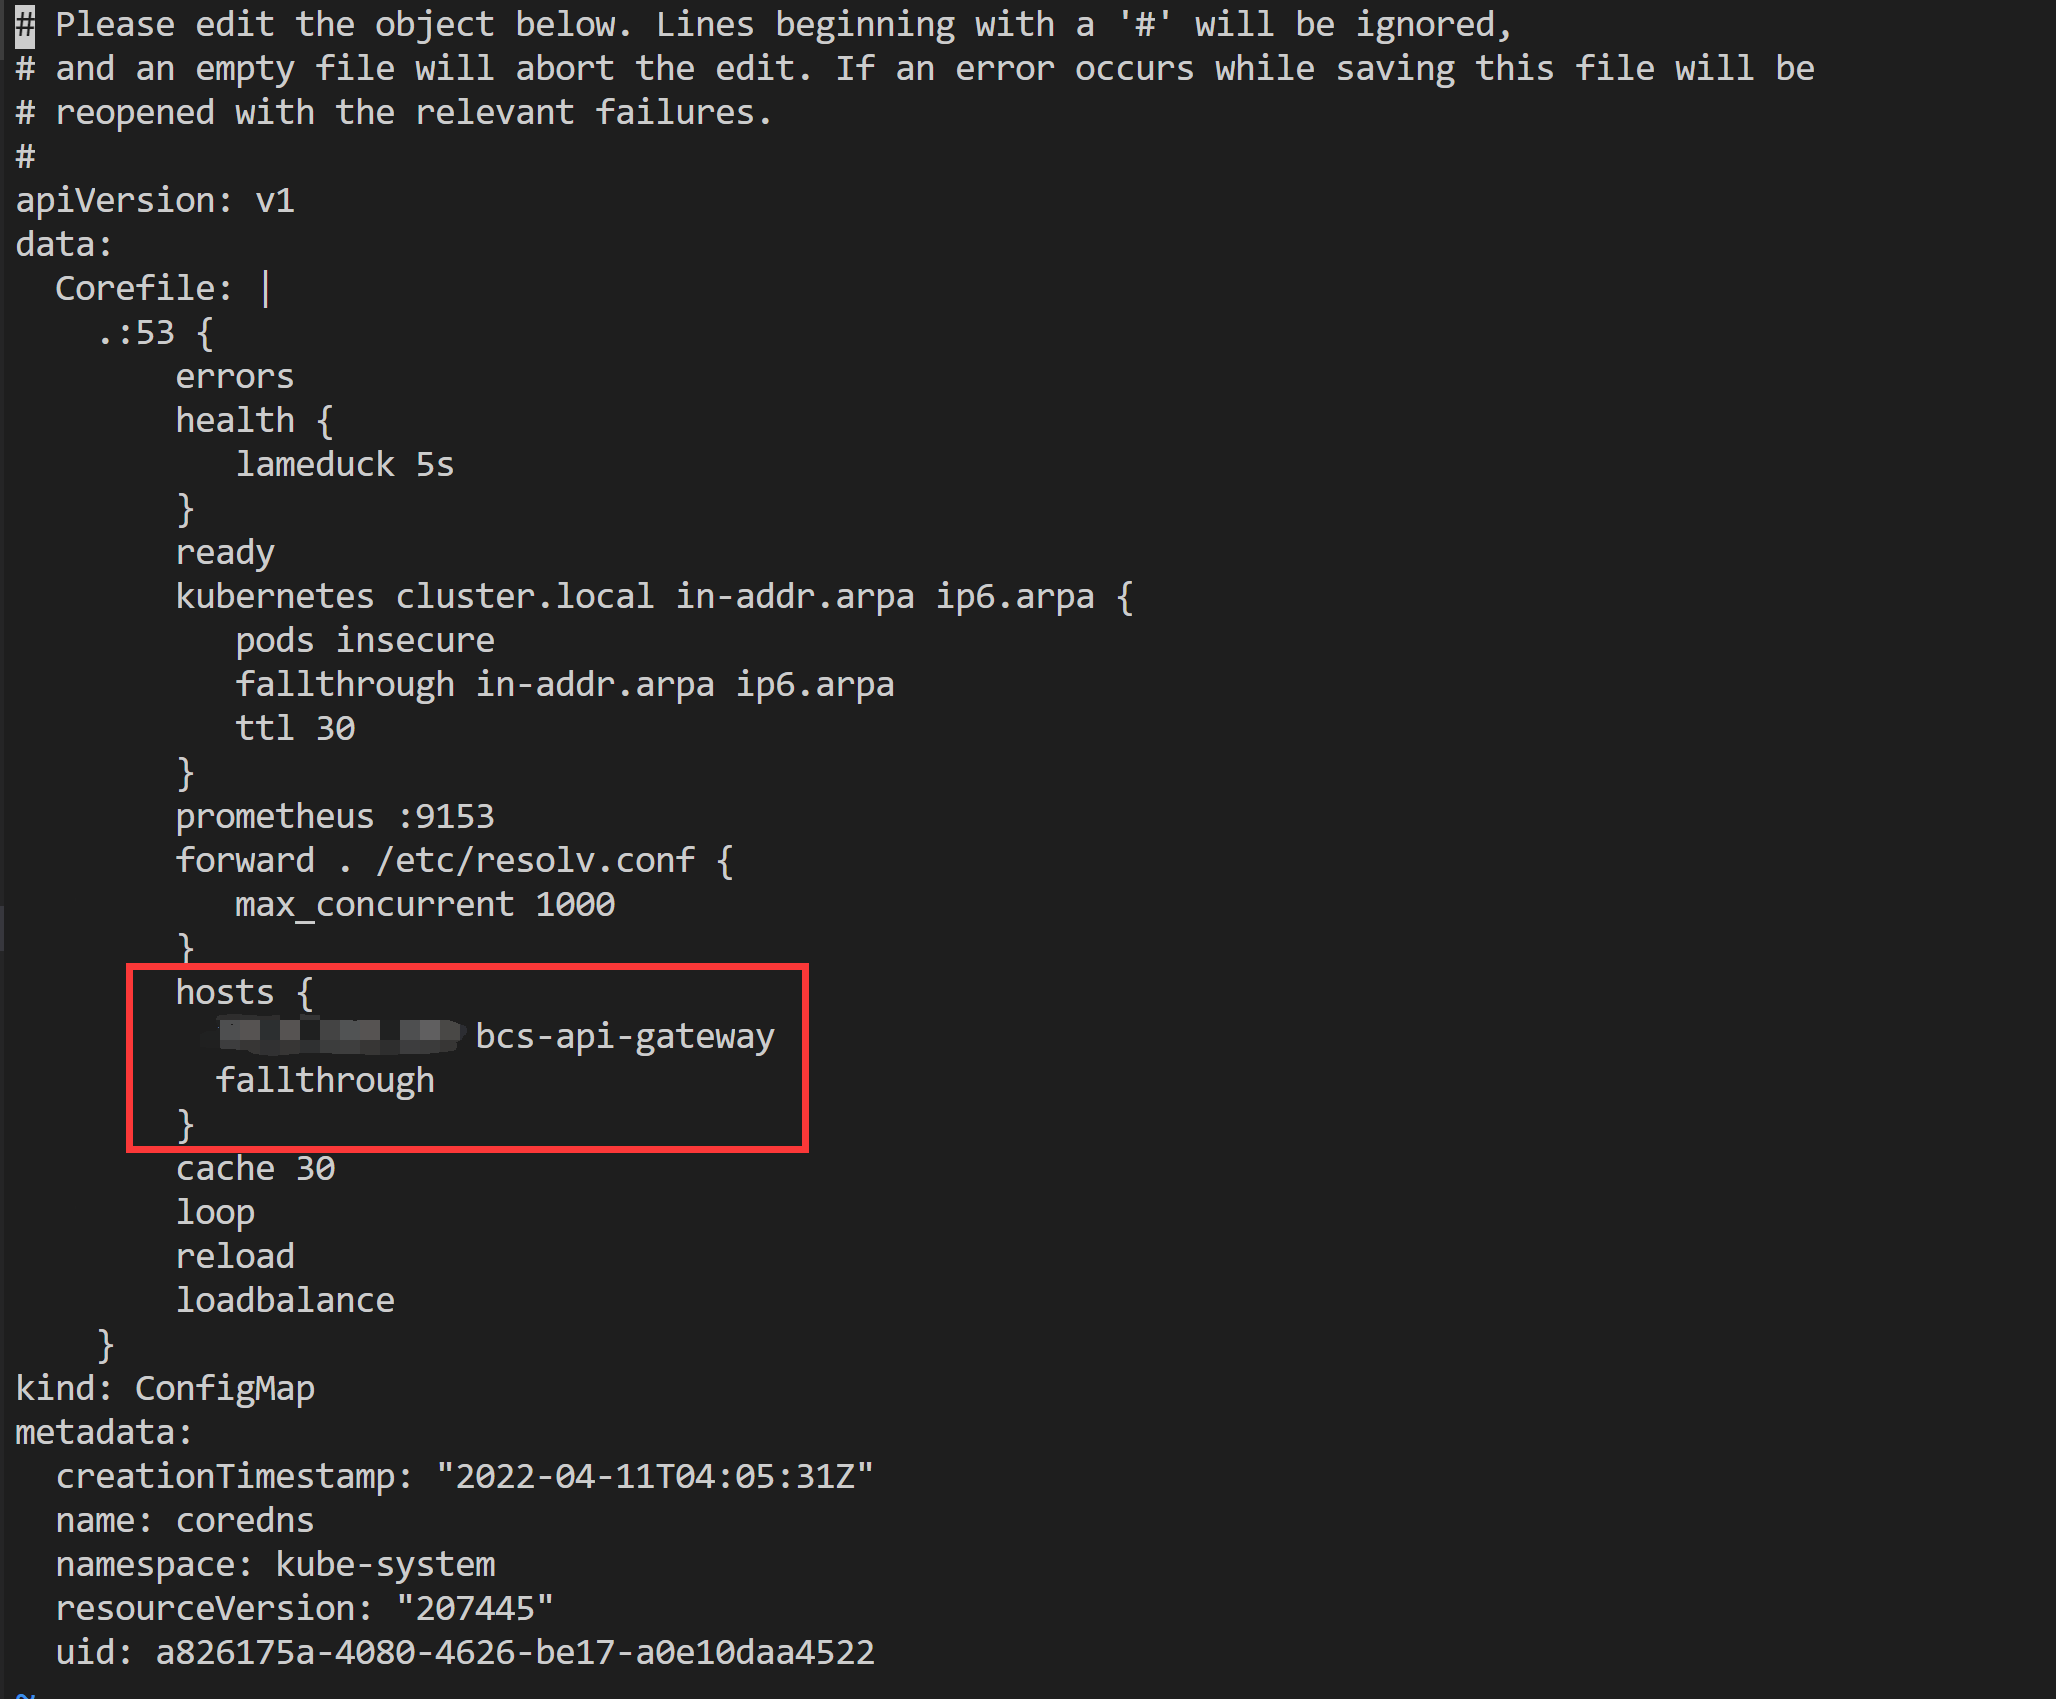 # Please edit the object below. Lines beginning with a '#' will be ignored,
# and an empty file will abort the edit. If an error occurs while saving this file will be
# reopened with the relevant failures.
#
apiVersion: v1
data:
  Corefile: |
    .:53 {
        errors
        health {
           lameduck 5s
        }
        ready
        kubernetes cluster.local in-addr.arpa ip6.arpa {
           pods insecure
           fallthrough in-addr.arpa ip6.arpa
           ttl 30
        }
        prometheus :9153
        forward . /etc/resolv.conf {
           max_concurrent 1000
        }
        hosts {
          bcs-api-gateway
          fallthrough
        }
        cache 30
        loop
        reload
        loadbalance
    }
kind: ConfigMap
metadata:
  creationTimestamp: "2022-04-11T04:05:31Z"
  name: coredns
  namespace: kube-system
  resourceVersion: "207445"
  uid: a826175a-4080-4626-be17-a0e10daa4522
~